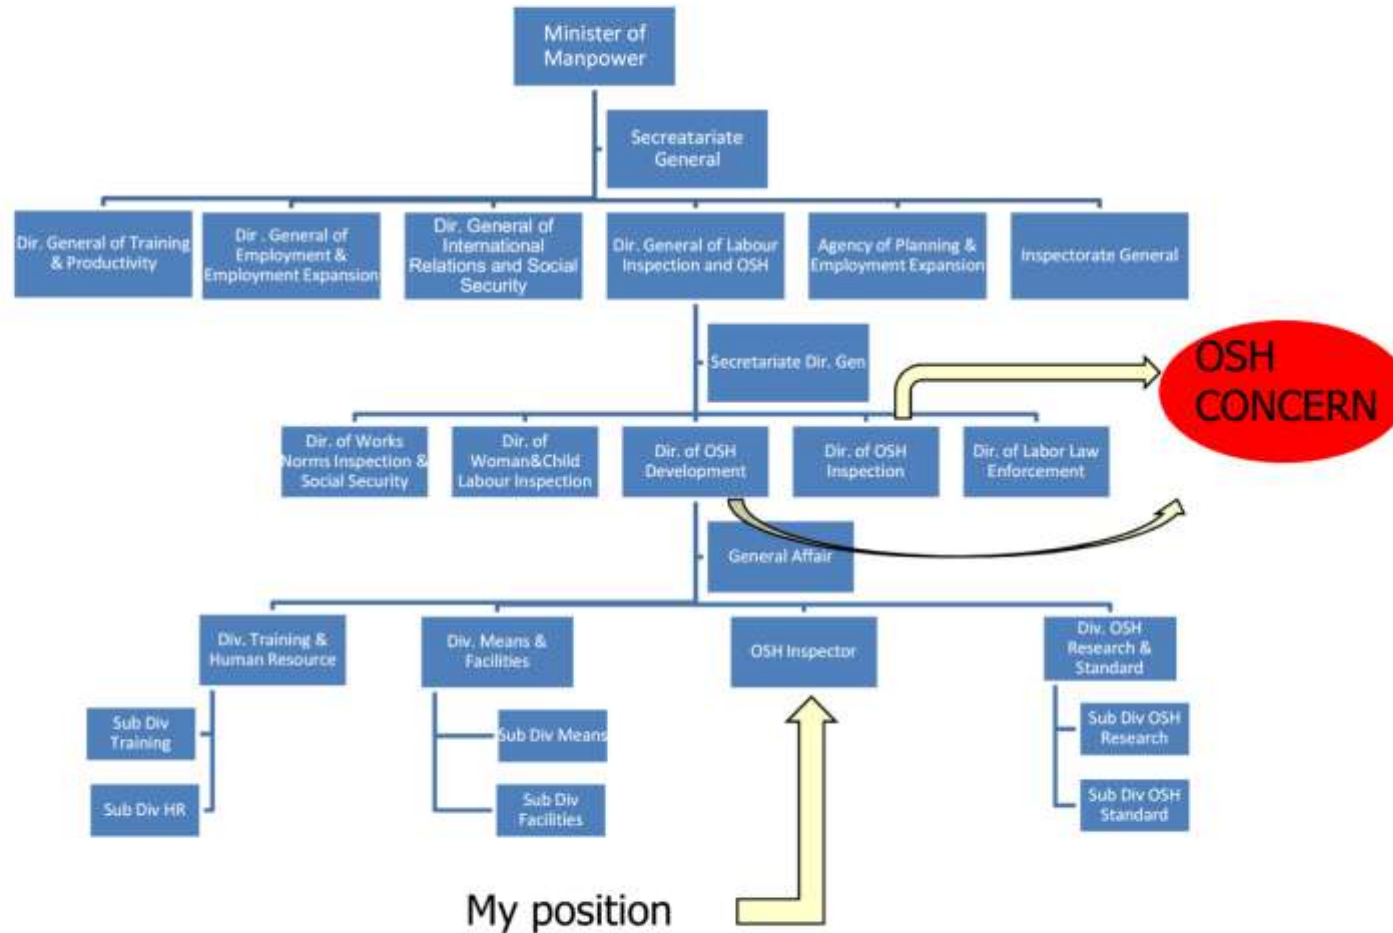 Minister of
Manpower
Secreatariate
General
Dir. General of Training
& Productivity
Dir . General of
Employment &
Employment Expansion
Dir. General of
International
Relations and Social
Security
Dir. General of Labour
Inspection and OSH
Agency of Planning &
Employment Expansion
Inspectorate General
Secretariate Dir. Gen
OSH
CONCERN
Dir. of Works
Norms Inspection &
Social Security
Dir. of
Woman&Child
Labour Inspection
Dir. of OSH
Development
Dir. of OSH
Inspection
Dir. of Labor Law
Enforcement
General Affair
Div. Training &
Human Resource
Div. Means &
Facilities
OSH Inspector
Div. OSH
Research &
Standard
Sub Div
Training
Sub Div Means
Sub Div OSH
Research
Sub Div HR
Sub Div
Facilities
Sub Div OSH
Standard
My position